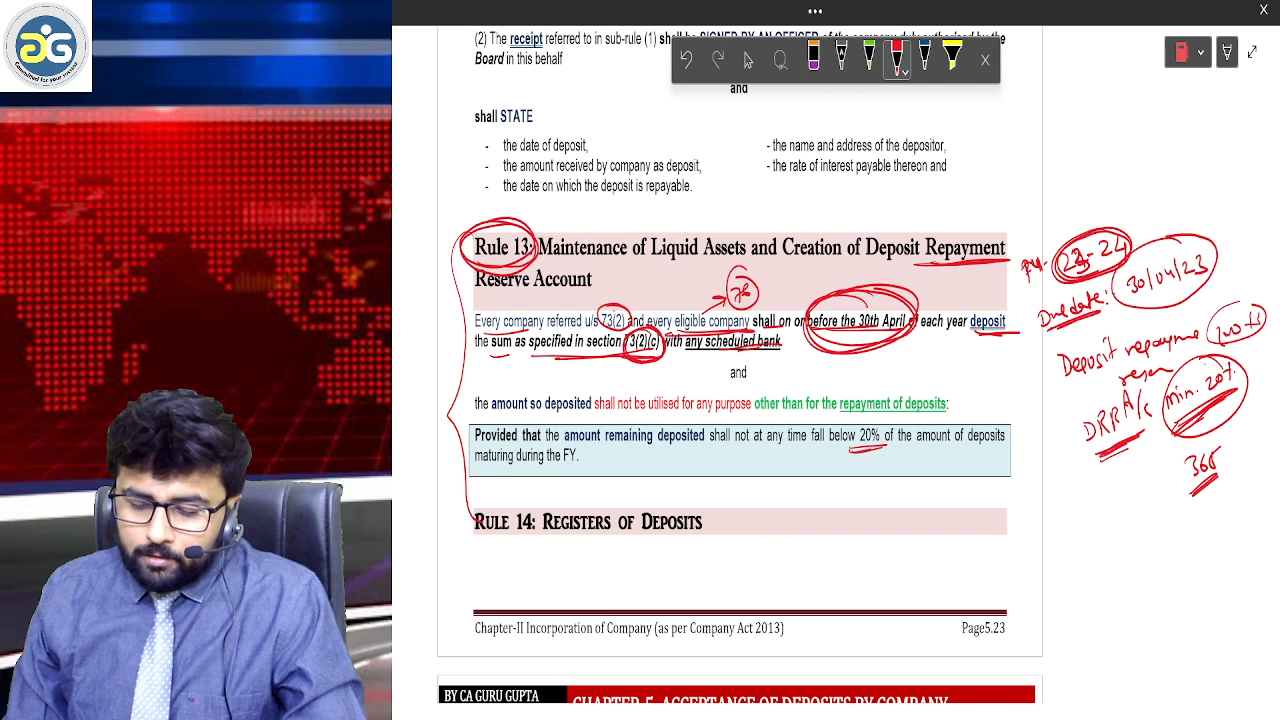 (2) The receipt referred to in sub-rule (1) shall be SIGNED BY AN OFFICER of the company duly authorised by the
Board in this behalf
and
shall STATE
- the date of deposit,
- the name and address of the depositor,
- the amount received by company as deposit,
- the rate of interest payable thereon and
- the date on which the deposit is repayable.
Rule 13: Maintenance of Liquid Assets and Creation of Deposit Repayment
Reserve Account
76
Every company referred u/s 73(2) and every eligible company shall on or before the 30th April of each year deposit
the sum as specified in section 73(2)(c) with any scheduled bank
and
the amount so deposited shall not be utilised for any purpose other than for the repayment of deposits:
Provided that the amount remaining deposited shall not at any time fall below 20% of the amount of deposits
maturing during the FY.
RULE 14: REGISTERS OF DEPOSITS
Chapter-II Incorporation of Company (as per Company Act 2013)
Page5.23
BY CA GURU GUPTA
CHAPTER 5 ACCEPTANCE OF DEPOSITS BY COMPANY
23-24
Due date: 30/04/23
Deposit
DRR A/c
min. 20%
365